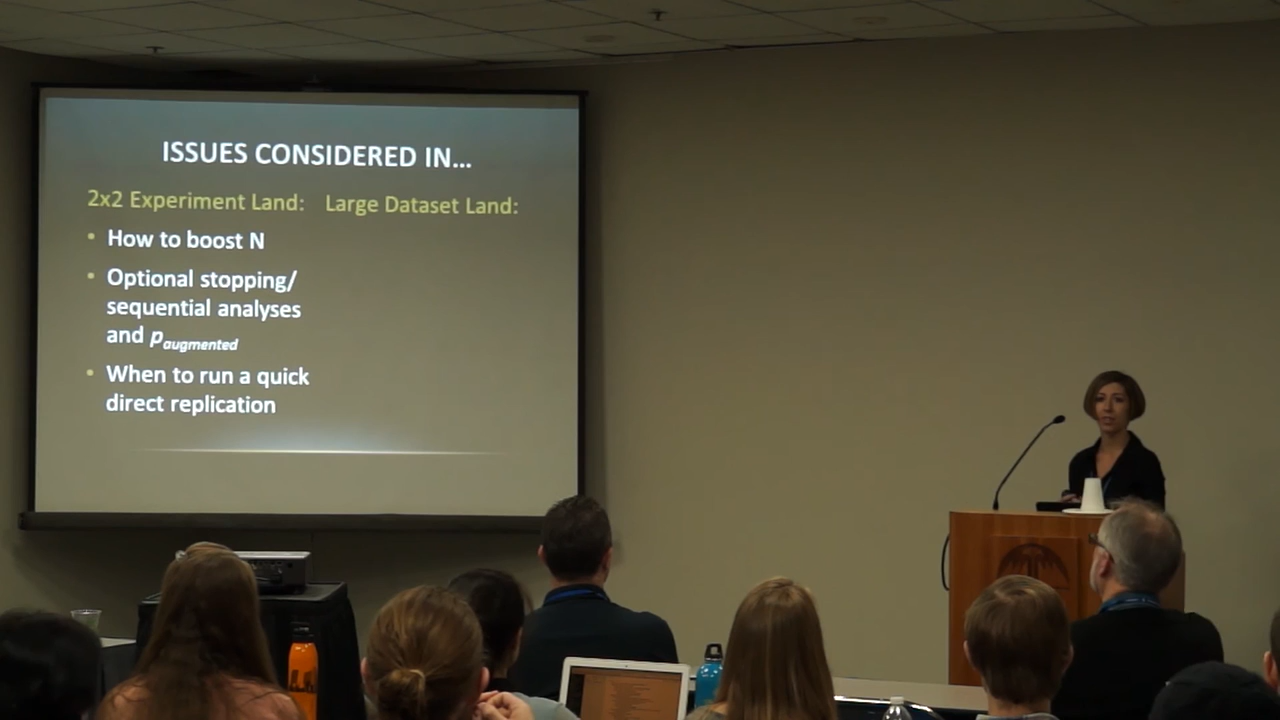 ISSUES CONSIDERED IN...
2x2 Experiment Land: Large Dataset Land:
• How to boost N
• Optional stopping/
sequential analyses
and paugmented
• When to run a quick
direct replication